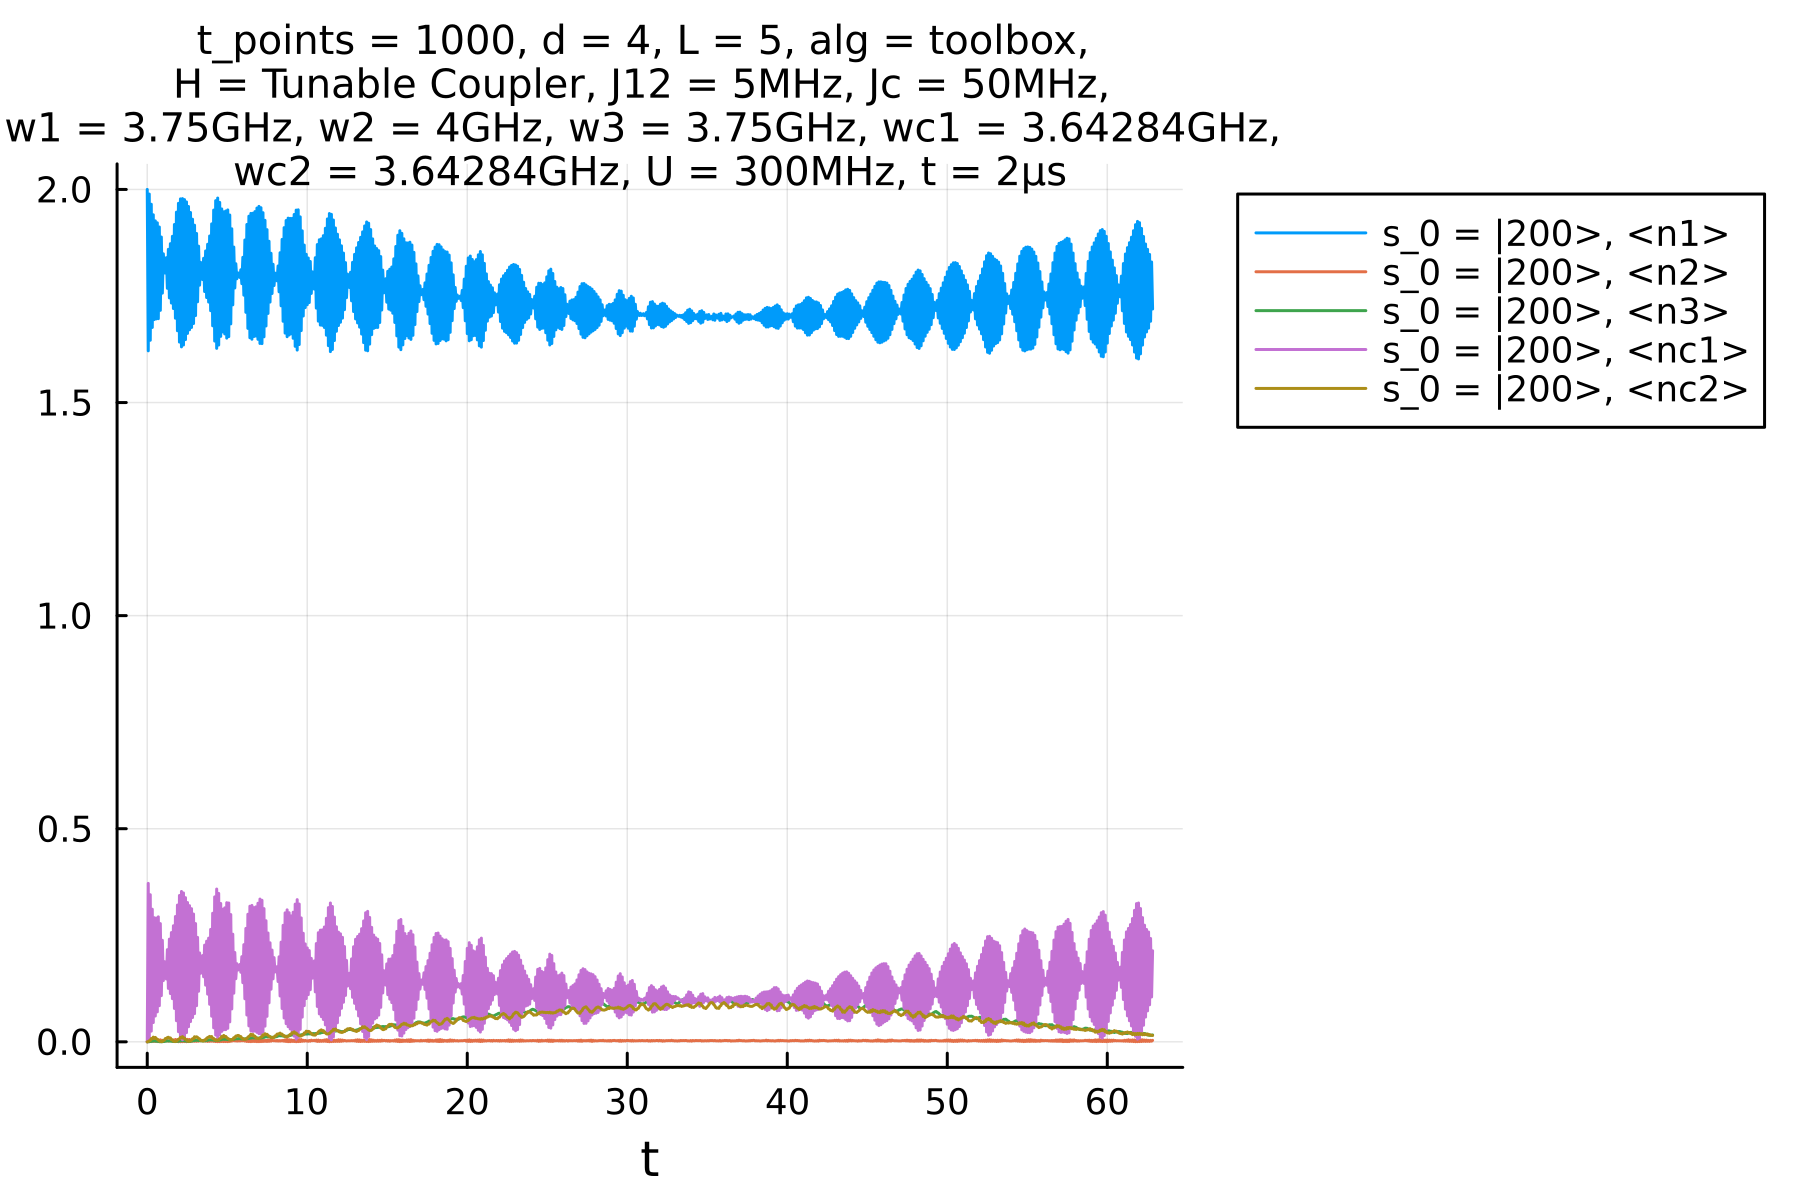 t_points = 1000, d = 4, L = 5, alg = toolbox,
H = Tunable Coupler, J12 = 5MHz, Jc = 50MHz,
w1 = 3.75GHz, w2 = 4GHz, w3 = 3.75GHz, wc1 = 3.64284GHz,
wc2 = 3.64284GHz, U = 300MHz, t = 2μs
2.0
1.5
1.0
0.5
0.0
0 10 20 30 40 50 60
t
s_0 = |200>, <n1>
s_0 = |200>, <n2>
s_0 = |200>, <n3>
s_0 = |200>, <nc1>
s_0 = |200>, <nc2>